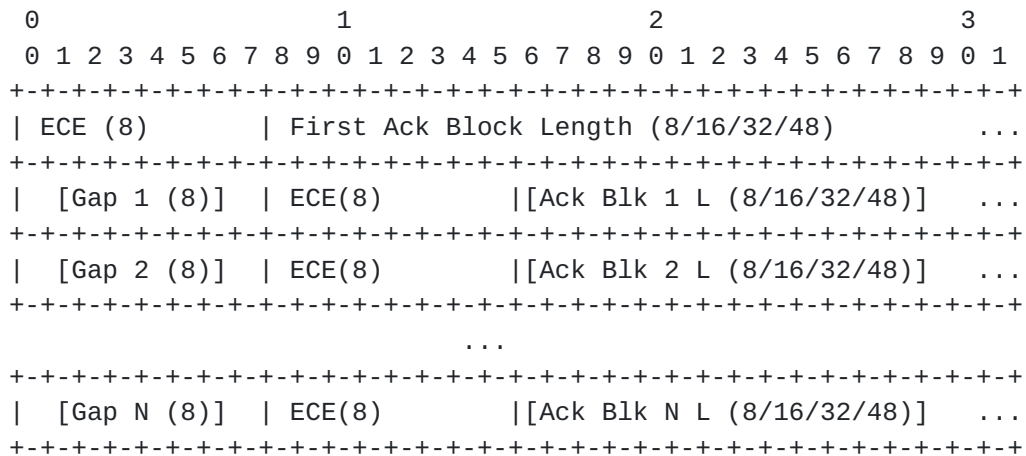 0                   1                   2                   3
 0 1 2 3 4 5 6 7 8 9 0 1 2 3 4 5 6 7 8 9 0 1 2 3 4 5 6 7 8 9 0 1
+-+-+-+-+-+-+-+-+-+-+-+-+-+-+-+-+-+-+-+-+-+-+-+-+-+-+-+-+-+-+-+-+
| ECE (8)       | First Ack Block Length (8/16/32/48)         ...
+-+-+-+-+-+-+-+-+-+-+-+-+-+-+-+-+-+-+-+-+-+-+-+-+-+-+-+-+-+-+-+-+
|  [Gap 1 (8)]  | ECE(8)        |[Ack Blk 1 L (8/16/32/48)]   ...
+-+-+-+-+-+-+-+-+-+-+-+-+-+-+-+-+-+-+-+-+-+-+-+-+-+-+-+-+-+-+-+-+
|  [Gap 2 (8)]  | ECE(8)        |[Ack Blk 2 L (8/16/32/48)]   ...
+-+-+-+-+-+-+-+-+-+-+-+-+-+-+-+-+-+-+-+-+-+-+-+-+-+-+-+-+-+-+-+-+
                             ...
+-+-+-+-+-+-+-+-+-+-+-+-+-+-+-+-+-+-+-+-+-+-+-+-+-+-+-+-+-+-+-+-+
|  [Gap N (8)]  | ECE(8)        |[Ack Blk N L (8/16/32/48)]   ...
+-+-+-+-+-+-+-+-+-+-+-+-+-+-+-+-+-+-+-+-+-+-+-+-+-+-+-+-+-+-+-+-+